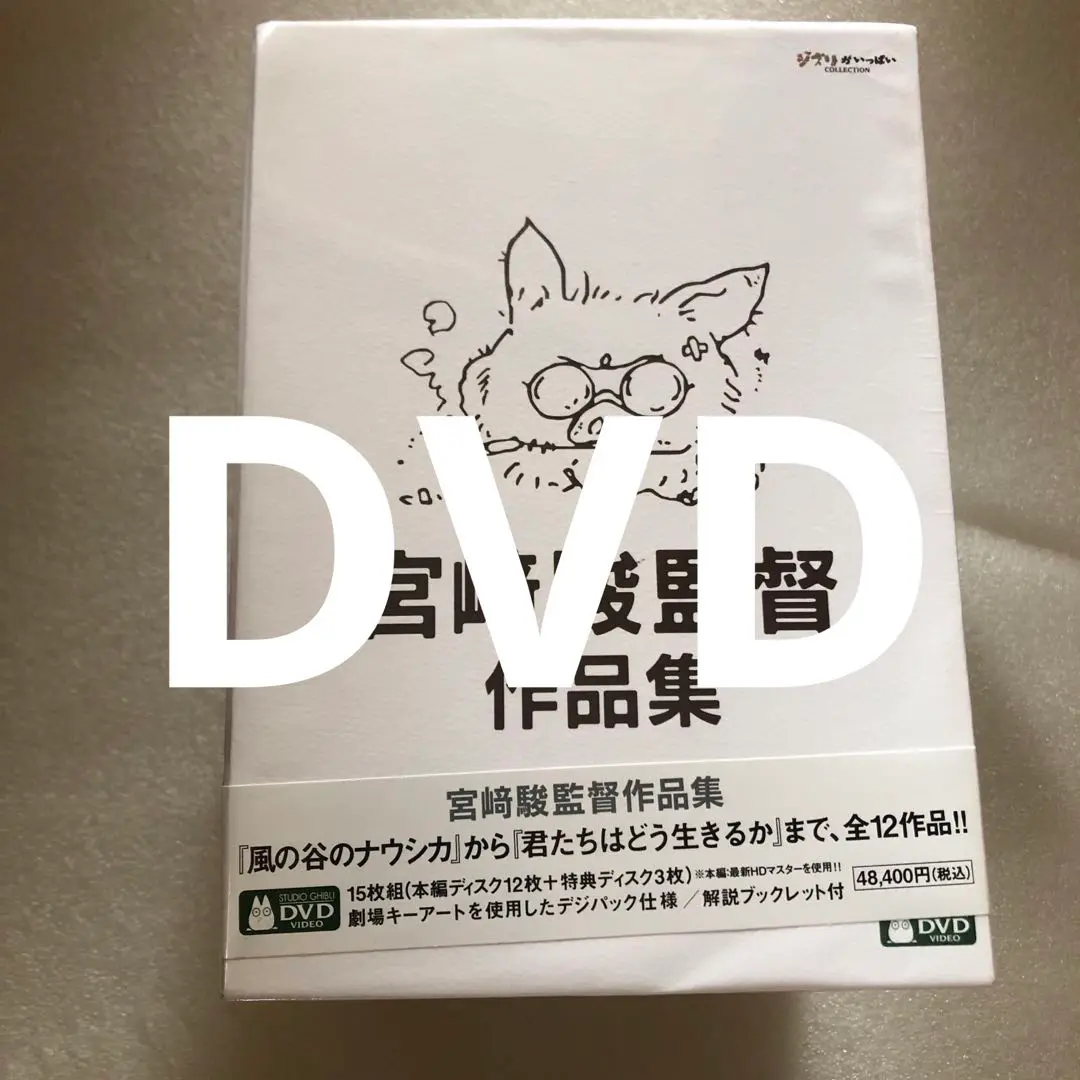 ジブリがいっぱい
COLLECTION
DVD
宮﨑駿監督
作品集
宮﨑駿監督作品集
『風の谷のナウシカ』から『君たちはどう生きるか』まで、全12作品!!
15枚組(本編ディスク12枚+特典ディスク3枚)※本編:最新HDマスターを使用!!
劇場キーアートを使用したデジパック仕様/解説ブックレット付
48,400円(税込)
STUDIO GHIBLI
DVD
VIDEO
DVD
VIDEO